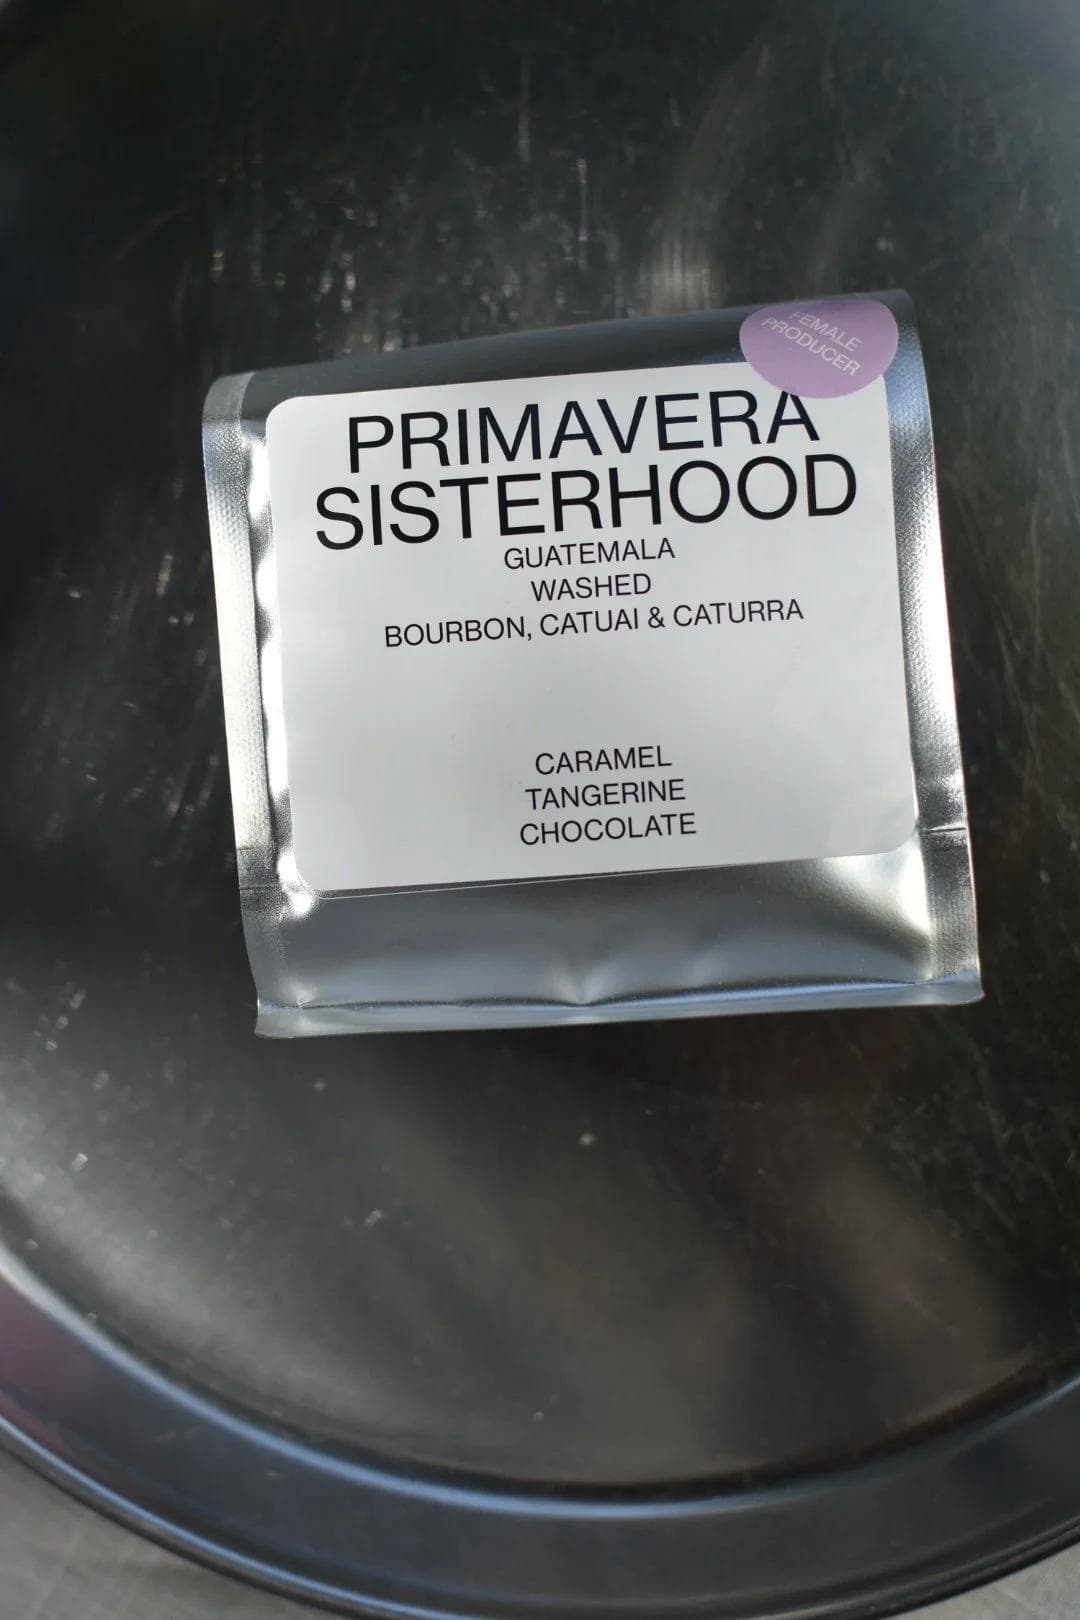 FEMALE
PRODUCER
PRIMAVERA
SISTERHOOD
GUATEMALA
WASHED
BOURBON, CATUAI & CATURRA
CARAMEL
TANGERINE
CHOCOLATE